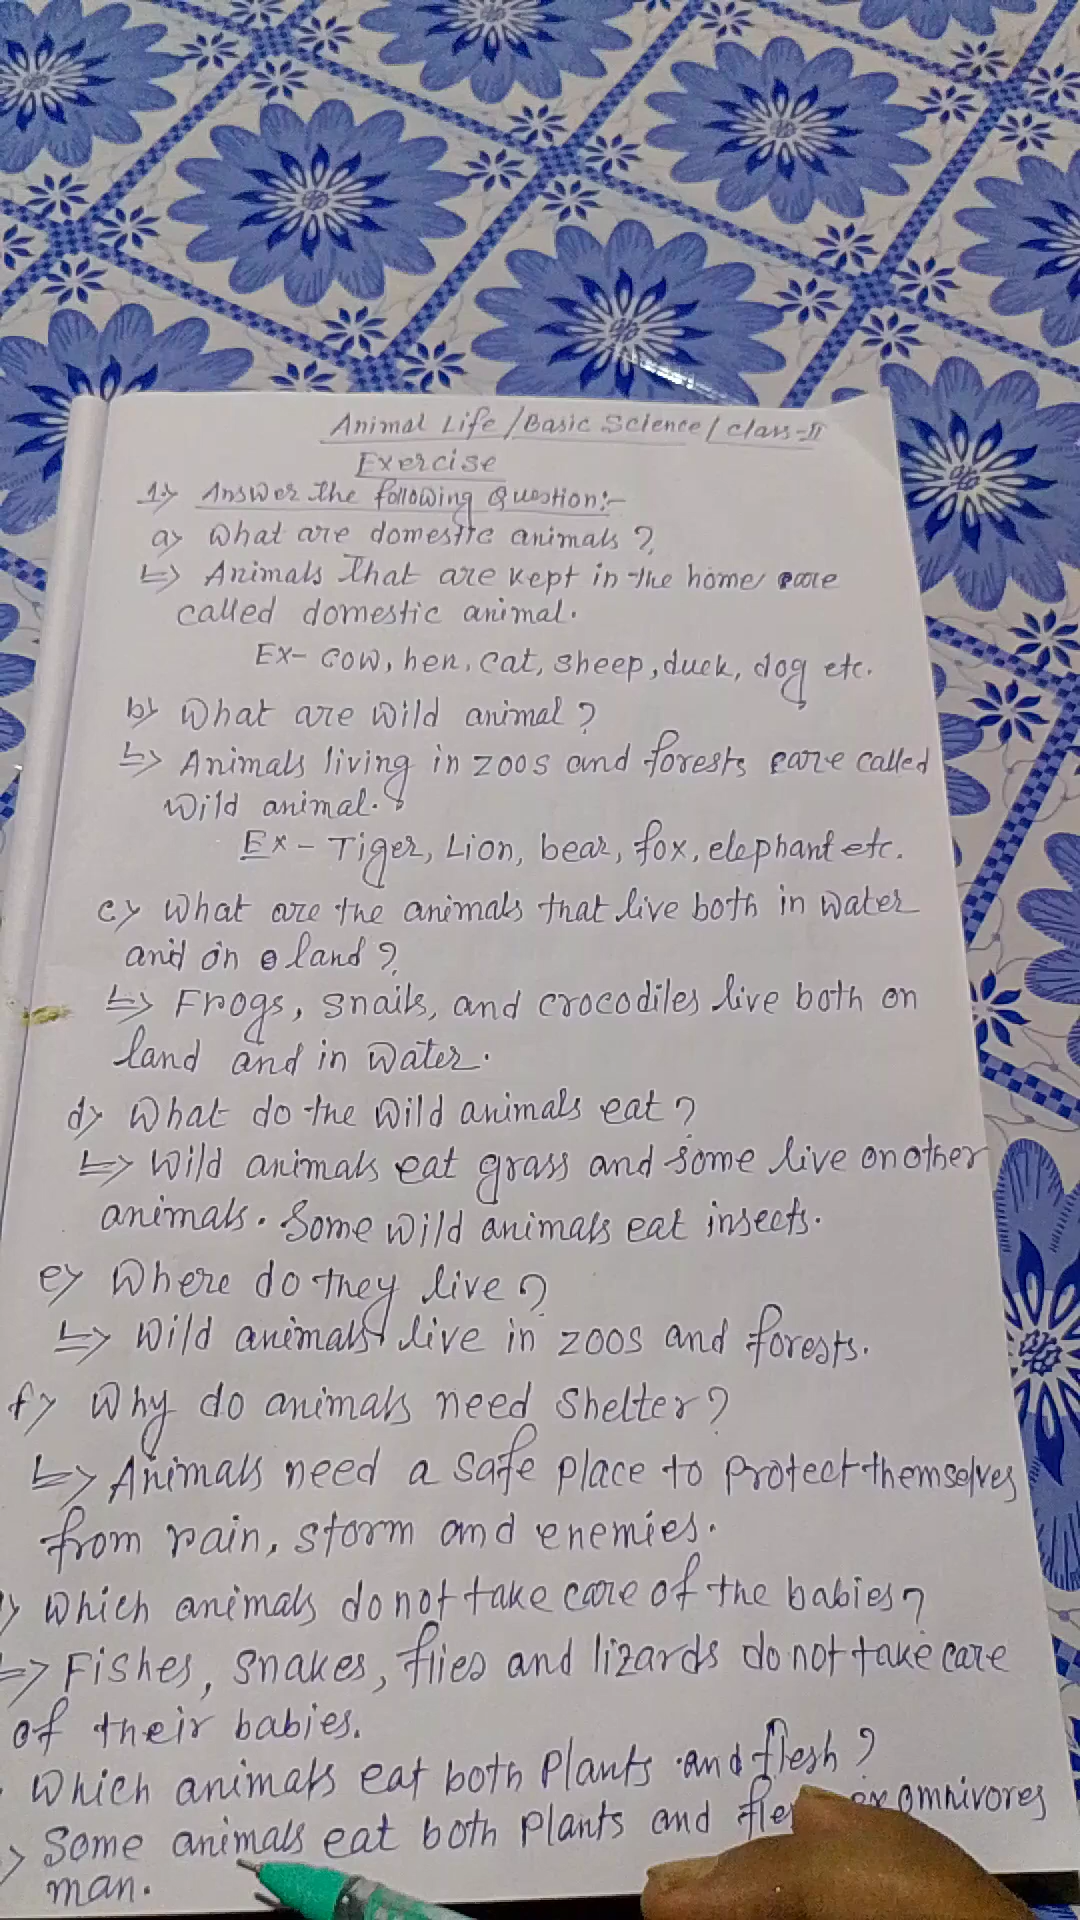 Animal Life/Basic Science/class-II
Exercise
1) Answer the following Question:-
a) What are domestic animals?
↳ Animals that are kept in the home are
called domestic animal.
Ex- Cow, hen, cat, sheep, duck, dog etc.
b) What are wild animal?
↳ Animals living in zoos and forests are called
wild animal.
Ex- Tiger, Lion, bear, fox, elephant etc.
c) What are the animals that live both in water
and on land?
↳ Frogs, snails, and crocodiles live both on
land and in water.
d) What do the wild animals eat?
↳ Wild animals eat grass and some live on other
animals. Some wild animals eat insects.
e) Where do they live?
↳ Wild animals live in zoos and forests.
f) Why do animals need shelter?
↳ Animals need a safe place to protect themselves
from rain, storm and enemies.
) Which animals do not take care of the babies?
↳ Fishes, snakes, flies and lizards do not take care
of their babies.
Which animals eat both plants and flesh?
Some animals eat both plants and omnivores
man.